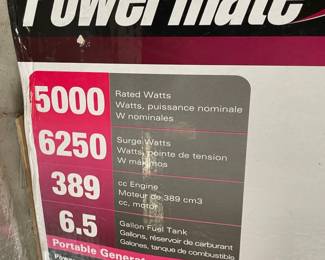 Powermate
5000
Rated Watts
Watts, puissance nominale
W nominales
6250
Surge Watts
Watts, pointe de tension
W máximos
389
cc Engine
Moteur de 389 cm3
cc, motor
6.5
Gallon Fuel Tank
Gallons, réservoir de carburant
Galones, tanque de combustible
Portable Generat